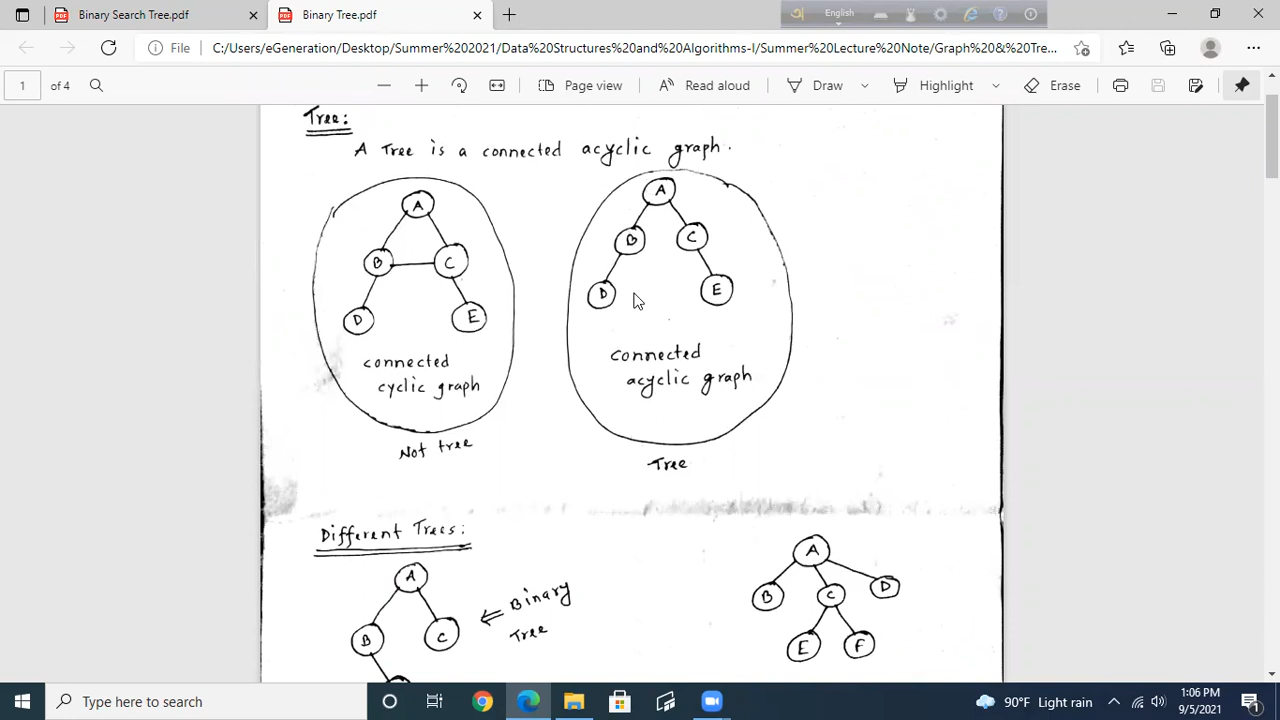 Binary Search Tree.pdf
Binary Tree.pdf
English
File
C:/Users/eGeneration/Desktop/Summer%202021/Data%20Structures%20and%20Algorithms-I/Summer%20Lecture%20Note/Graph%20&%20Tre...
1 of 4
Page view
Read aloud
Draw
Highlight
Erase
Tree:
A Tree is a connected acyclic graph.
A
B C
D E
connected
cyclic graph
Not tree
A
B C
D E
connected
acyclic graph
Tree
Different Trees:
A
B C
⇐ Binary
Tree
A
B C D
E F
Type here to search
90°F Light rain
1:06 PM
9/5/2021